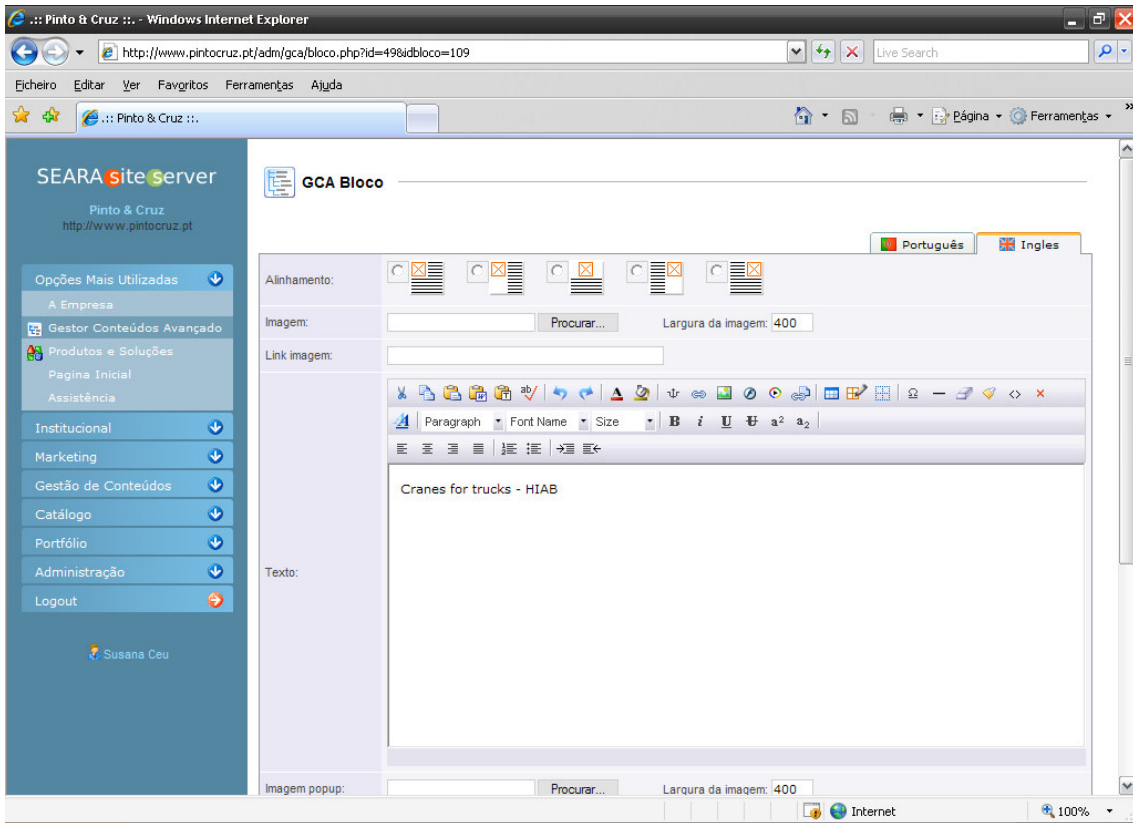 .:: Pinto & Cruz ::. - Windows Internet Explorer
http://www.pintocruz.pt/adm/gca/bloco.php?id=49&idbloco=109
Live Search
Ficheiro Editar Ver Favoritos Ferramentas Ajuda
.:: Pinto & Cruz ::.
Página
Ferramentas
SEARA site server
Pinto & Cruz
http://www.pintocruz.pt
Opções Mais Utilizadas
A Empresa
Gestor Conteúdos Avançado
Produtos e Soluções
Pagina Inicial
Assistência
Institucional
Marketing
Gestão de Conteúdos
Catálogo
Portfólio
Administração
Logout
Susana Ceu
GCA Bloco
Português Ingles
Alinhamento:
Imagem: Procurar... Largura da imagem: 400
Link imagem:
Paragraph Font Name Size B i U U a² a₂
Texto:
Cranes for trucks - HIAB
Imagem popup: Procurar... Largura da imagem: 400
Internet 100%